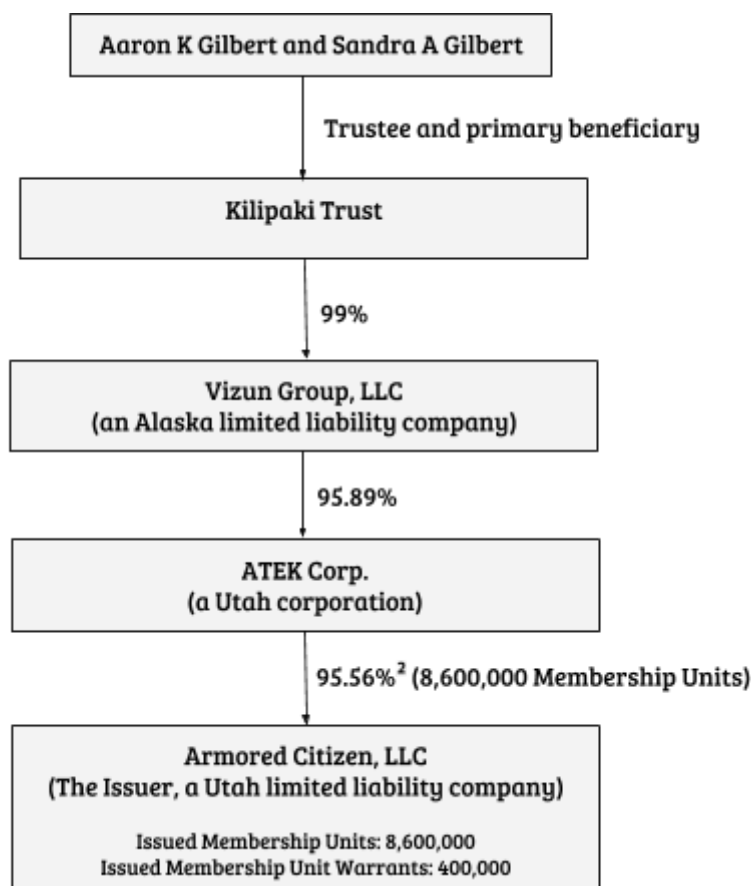 Aaron K Gilbert and Sandra A Gilbert
Trustee and primary beneficiary
Kilipaki Trust
99%
Vizun Group, LLC
(an Alaska limited liability company)
95.89%
ATEK Corp.
(a Utah corporation)
95.56%² (8,600,000 Membership Units)
Armored Citizen, LLC
(The Issuer, a Utah limited liability company)
Issued Membership Units: 8,600,000
Issued Membership Unit Warrants: 400,000